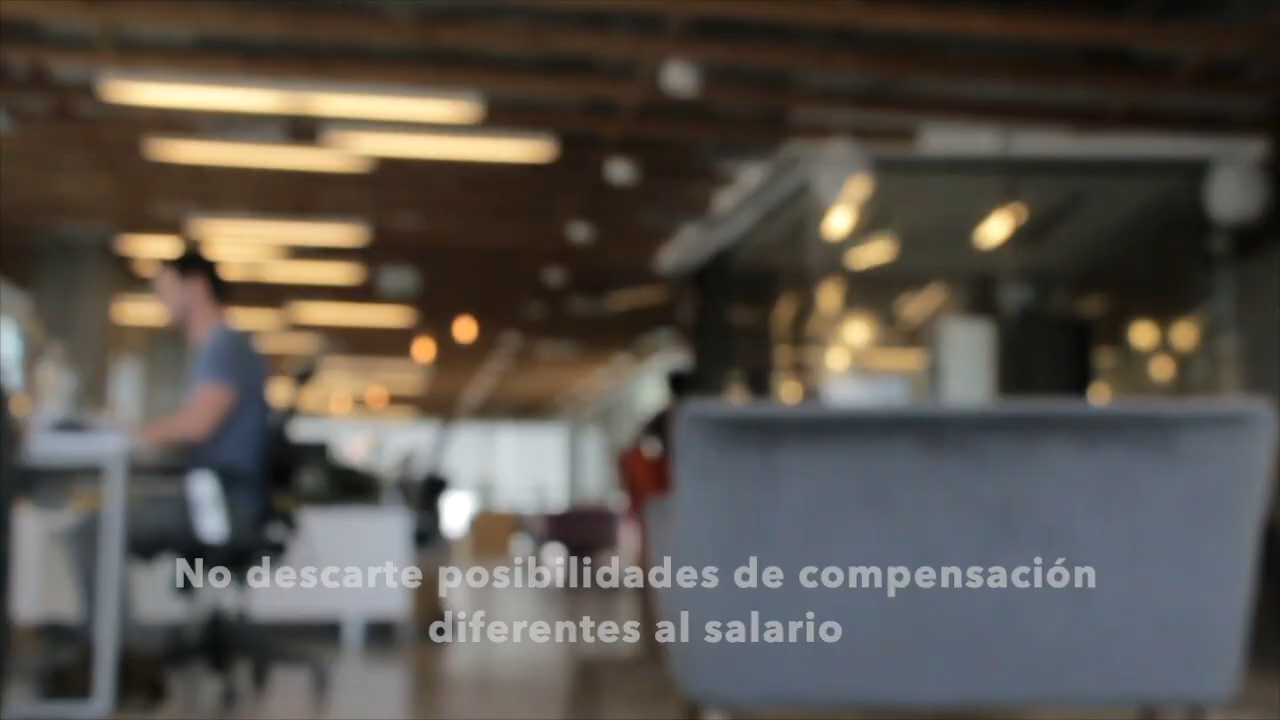 No descarte posibilidades de compensación
diferentes al salario